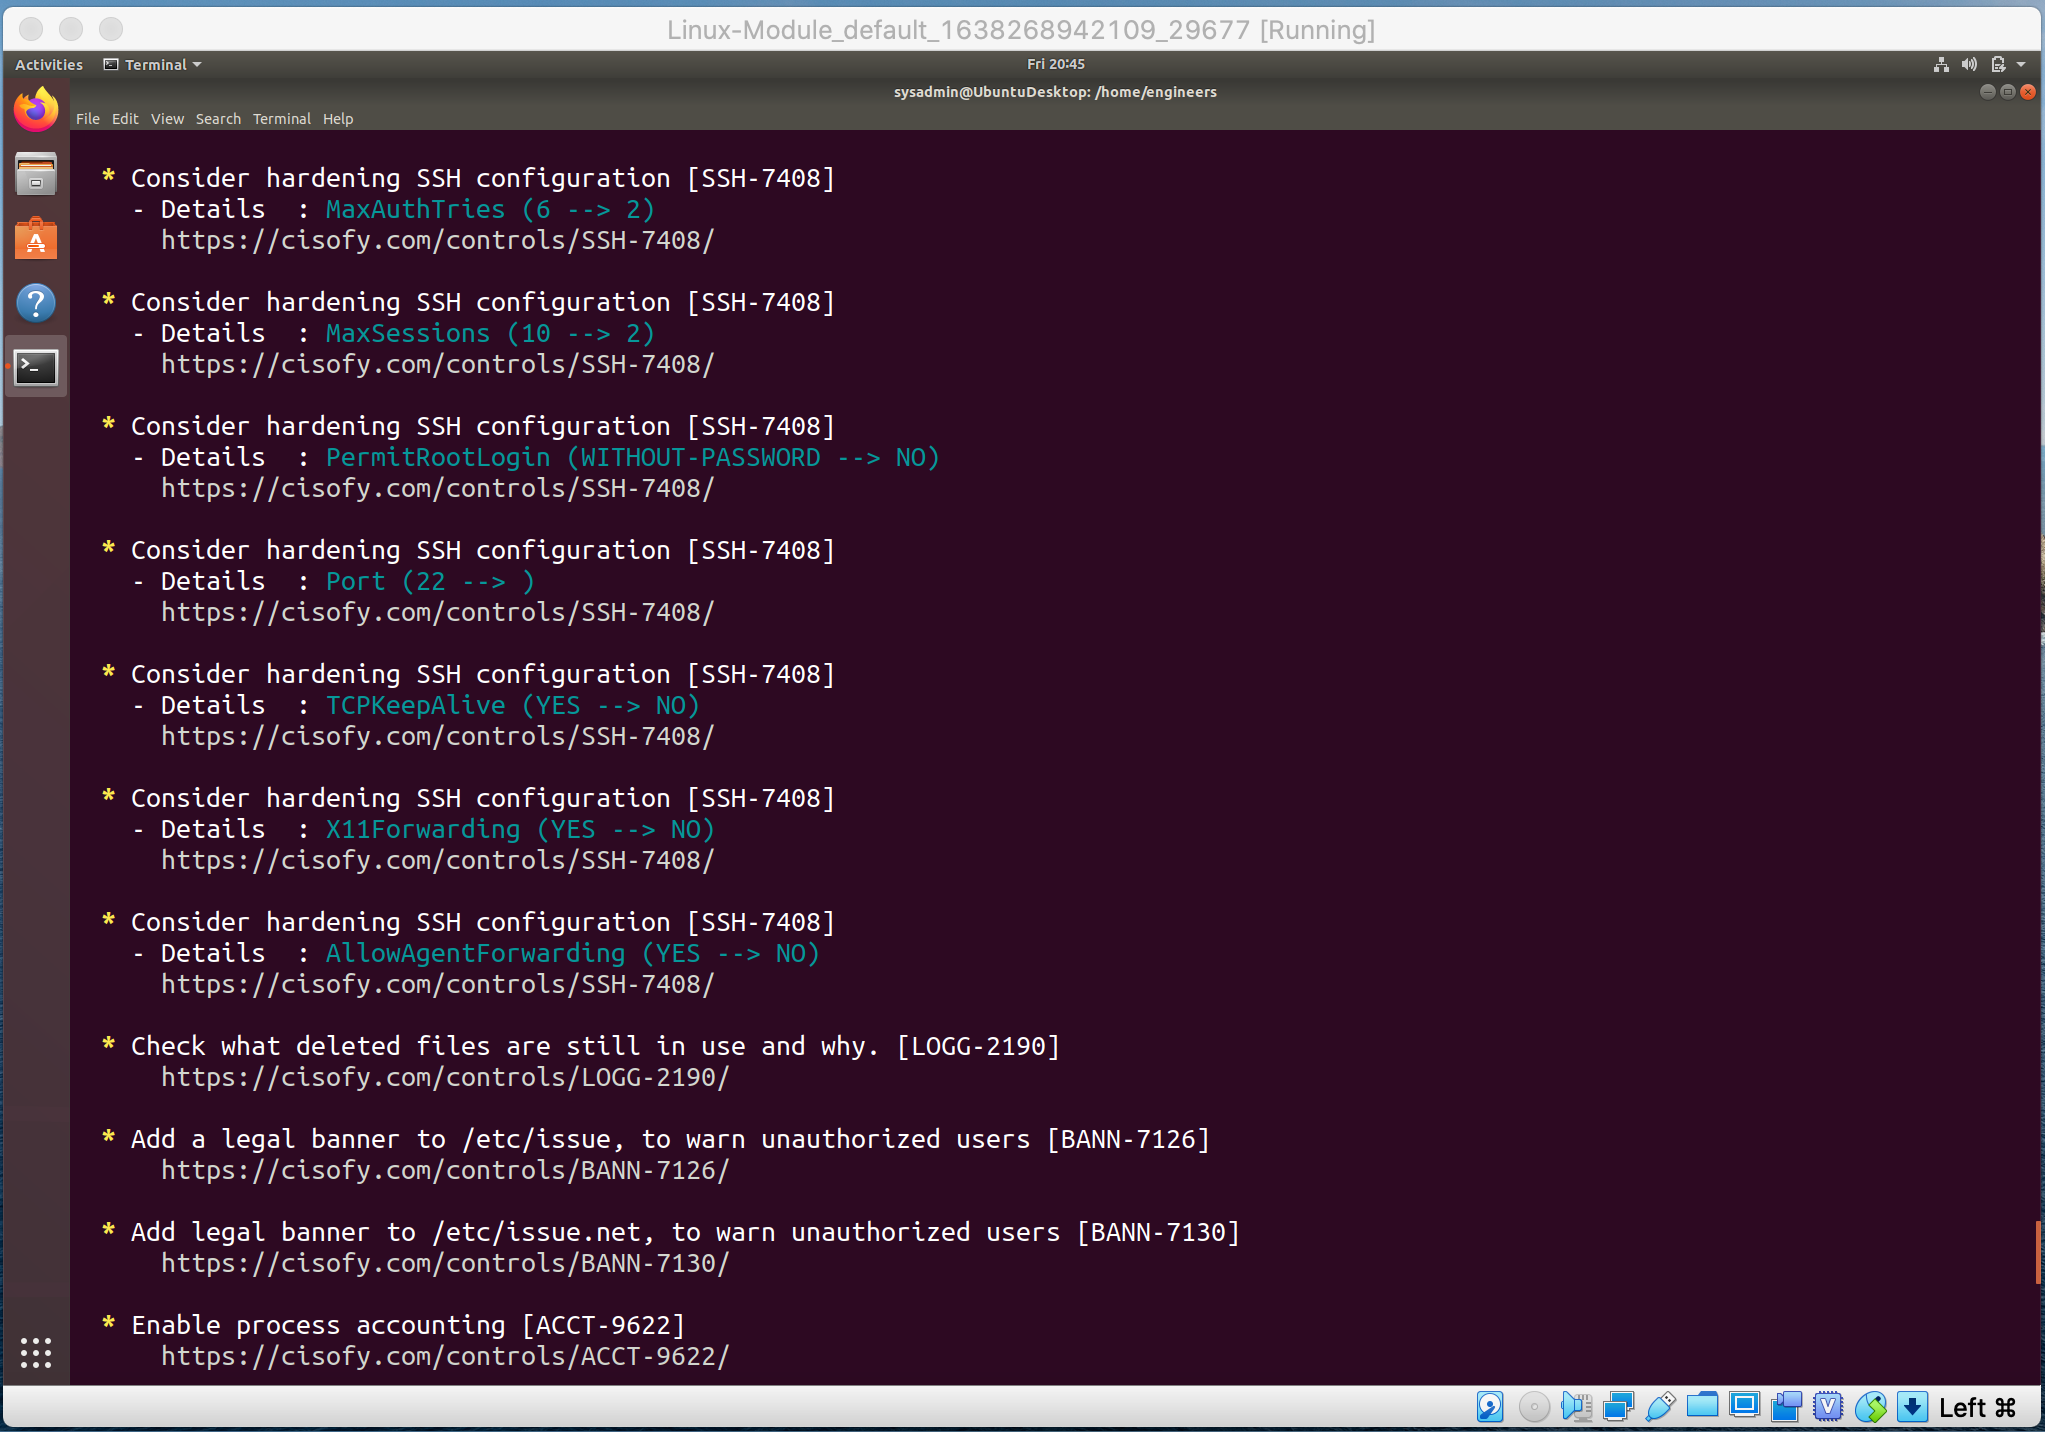 Linux-Module_default_1638268942109_29677 [Running]
Activities Terminal Fri 20:45
sysadmin@UbuntuDesktop: /home/engineers
File Edit View Search Terminal Help
* Consider hardening SSH configuration [SSH-7408]
- Details : MaxAuthTries (6 --> 2)
https://cisofy.com/controls/SSH-7408/
* Consider hardening SSH configuration [SSH-7408]
- Details : MaxSessions (10 --> 2)
https://cisofy.com/controls/SSH-7408/
* Consider hardening SSH configuration [SSH-7408]
- Details : PermitRootLogin (WITHOUT-PASSWORD --> NO)
https://cisofy.com/controls/SSH-7408/
* Consider hardening SSH configuration [SSH-7408]
- Details : Port (22 --> )
https://cisofy.com/controls/SSH-7408/
* Consider hardening SSH configuration [SSH-7408]
- Details : TCPKeepAlive (YES --> NO)
https://cisofy.com/controls/SSH-7408/
* Consider hardening SSH configuration [SSH-7408]
- Details : X11Forwarding (YES --> NO)
https://cisofy.com/controls/SSH-7408/
* Consider hardening SSH configuration [SSH-7408]
- Details : AllowAgentForwarding (YES --> NO)
https://cisofy.com/controls/SSH-7408/
* Check what deleted files are still in use and why. [LOGG-2190]
https://cisofy.com/controls/LOGG-2190/
* Add a legal banner to /etc/issue, to warn unauthorized users [BANN-7126]
https://cisofy.com/controls/BANN-7126/
* Add legal banner to /etc/issue.net, to warn unauthorized users [BANN-7130]
https://cisofy.com/controls/BANN-7130/
* Enable process accounting [ACCT-9622]
https://cisofy.com/controls/ACCT-9622/
Left ⌘